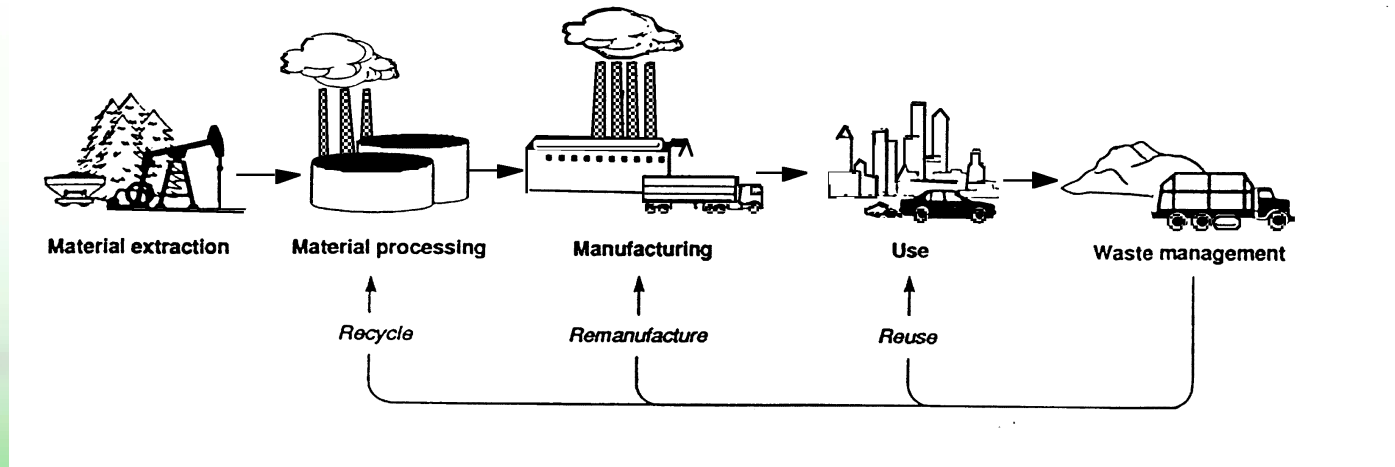 Material extraction
Material processing
Manufacturing
Use
Waste management
Recycle
Remanufacture
Reuse